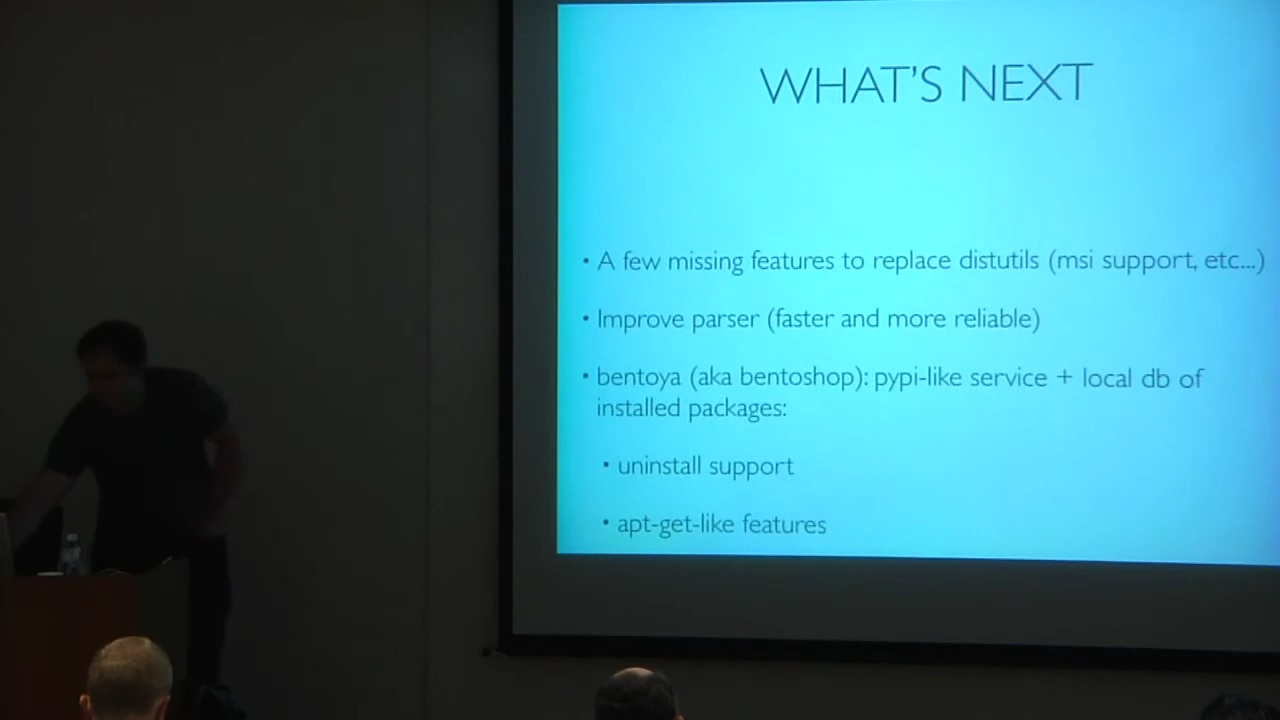 WHAT'S NEXT
• A few missing features to replace distutils (msi support, etc...)
• Improve parser (faster and more reliable)
• bentoya (aka bentoshop): pypi-like service + local db of
installed packages:
• uninstall support
• apt-get-like features